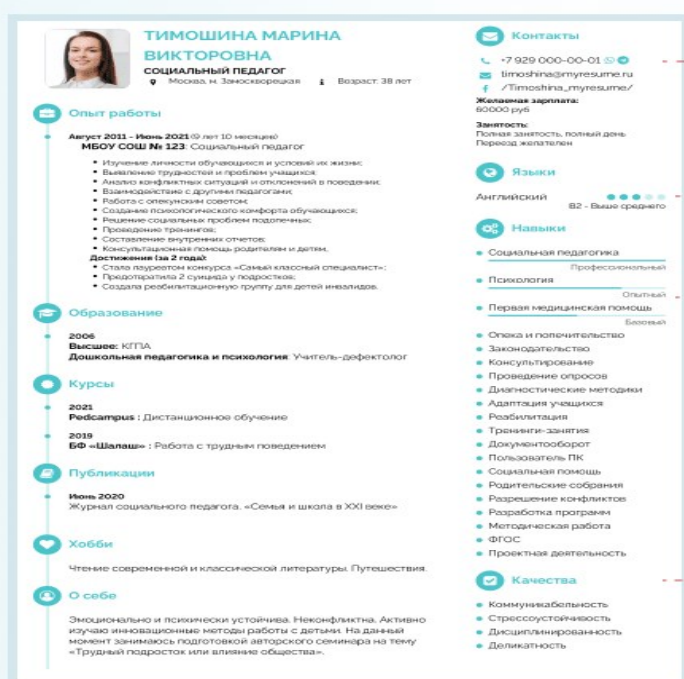 ТИМОШИНА МАРИНА
ВИКТОРОВНА
СОЦИАЛЬНЫЙ ПЕДАГОГ
Москва, м. Замоскворецкая
Возраст: 38 лет
Опыт работы
Август 2011 - Июнь 2021 (9 лет 10 месяцев)
МБОУ СОШ № 123: Социальный педагог
Изучение личности обучающихся и условий их жизни;
Выявление трудностей и проблем учащихся;
Анализ конфликтных ситуаций и отклонений в поведении;
Взаимодействие с другими педагогами;
Работа с опекунским советом;
Создание психологического комфорта обучающихся;
Решение социальных проблем подопечных;
Проведение тренингов;
Составление внутренних отчетов;
Консультационная помощь родителям и детям.
Достижения (за 2 года):
Стала лауреатом конкурса «Самый классный специалист»;
Предотвратила 2 суицида у подростков;
Создала реабилитационную группу для детей инвалидов.
Образование
2006
Высшее: КГПА
Дошкольная педагогика и психология: Учитель-дефектолог
Курсы
2021
Pedcampus : Дистанционное обучение
2019
БФ «Шалаш» : Работа с трудным поведением
Публикации
Июнь 2020
Журнал социального педагога. «Семья и школа в XXI веке»
Хобби
Чтение современной и классической литературы. Путешествия.
О себе
Эмоционально и психически устойчива. Неконфликтна. Активно
изучаю инновационные методы работы с детьми. На данный
момент занимаюсь подготовкой авторского семинара на тему
«Трудный подросток или влияние общества».
Контакты
+7 929 000-00-01
timoshina@myresume.ru
/Timoshina_myresume/
Желаемая зарплата:
60000 руб
Занятость:
Полная занятость, полный день
Переезд желателен
Языки
Английский
B2 - Выше среднего
Навыки
Социальная педагогика
Профессиональный
Психология
Опытный
Первая медицинская помощь
Базовый
Опека и попечительство
Законодательство
Консультирование
Проведение опросов
Диагностические методики
Адаптация учащихся
Реабилитация
Тренинги-занятия
Документооборот
Пользователь ПК
Социальная помощь
Родительские собрания
Разрешение конфликтов
Разработка программ
Методическая работа
ФГОС
Проектная деятельность
Качества
Коммуникабельность
Стрессоустойчивость
Дисциплинированность
Деликатность